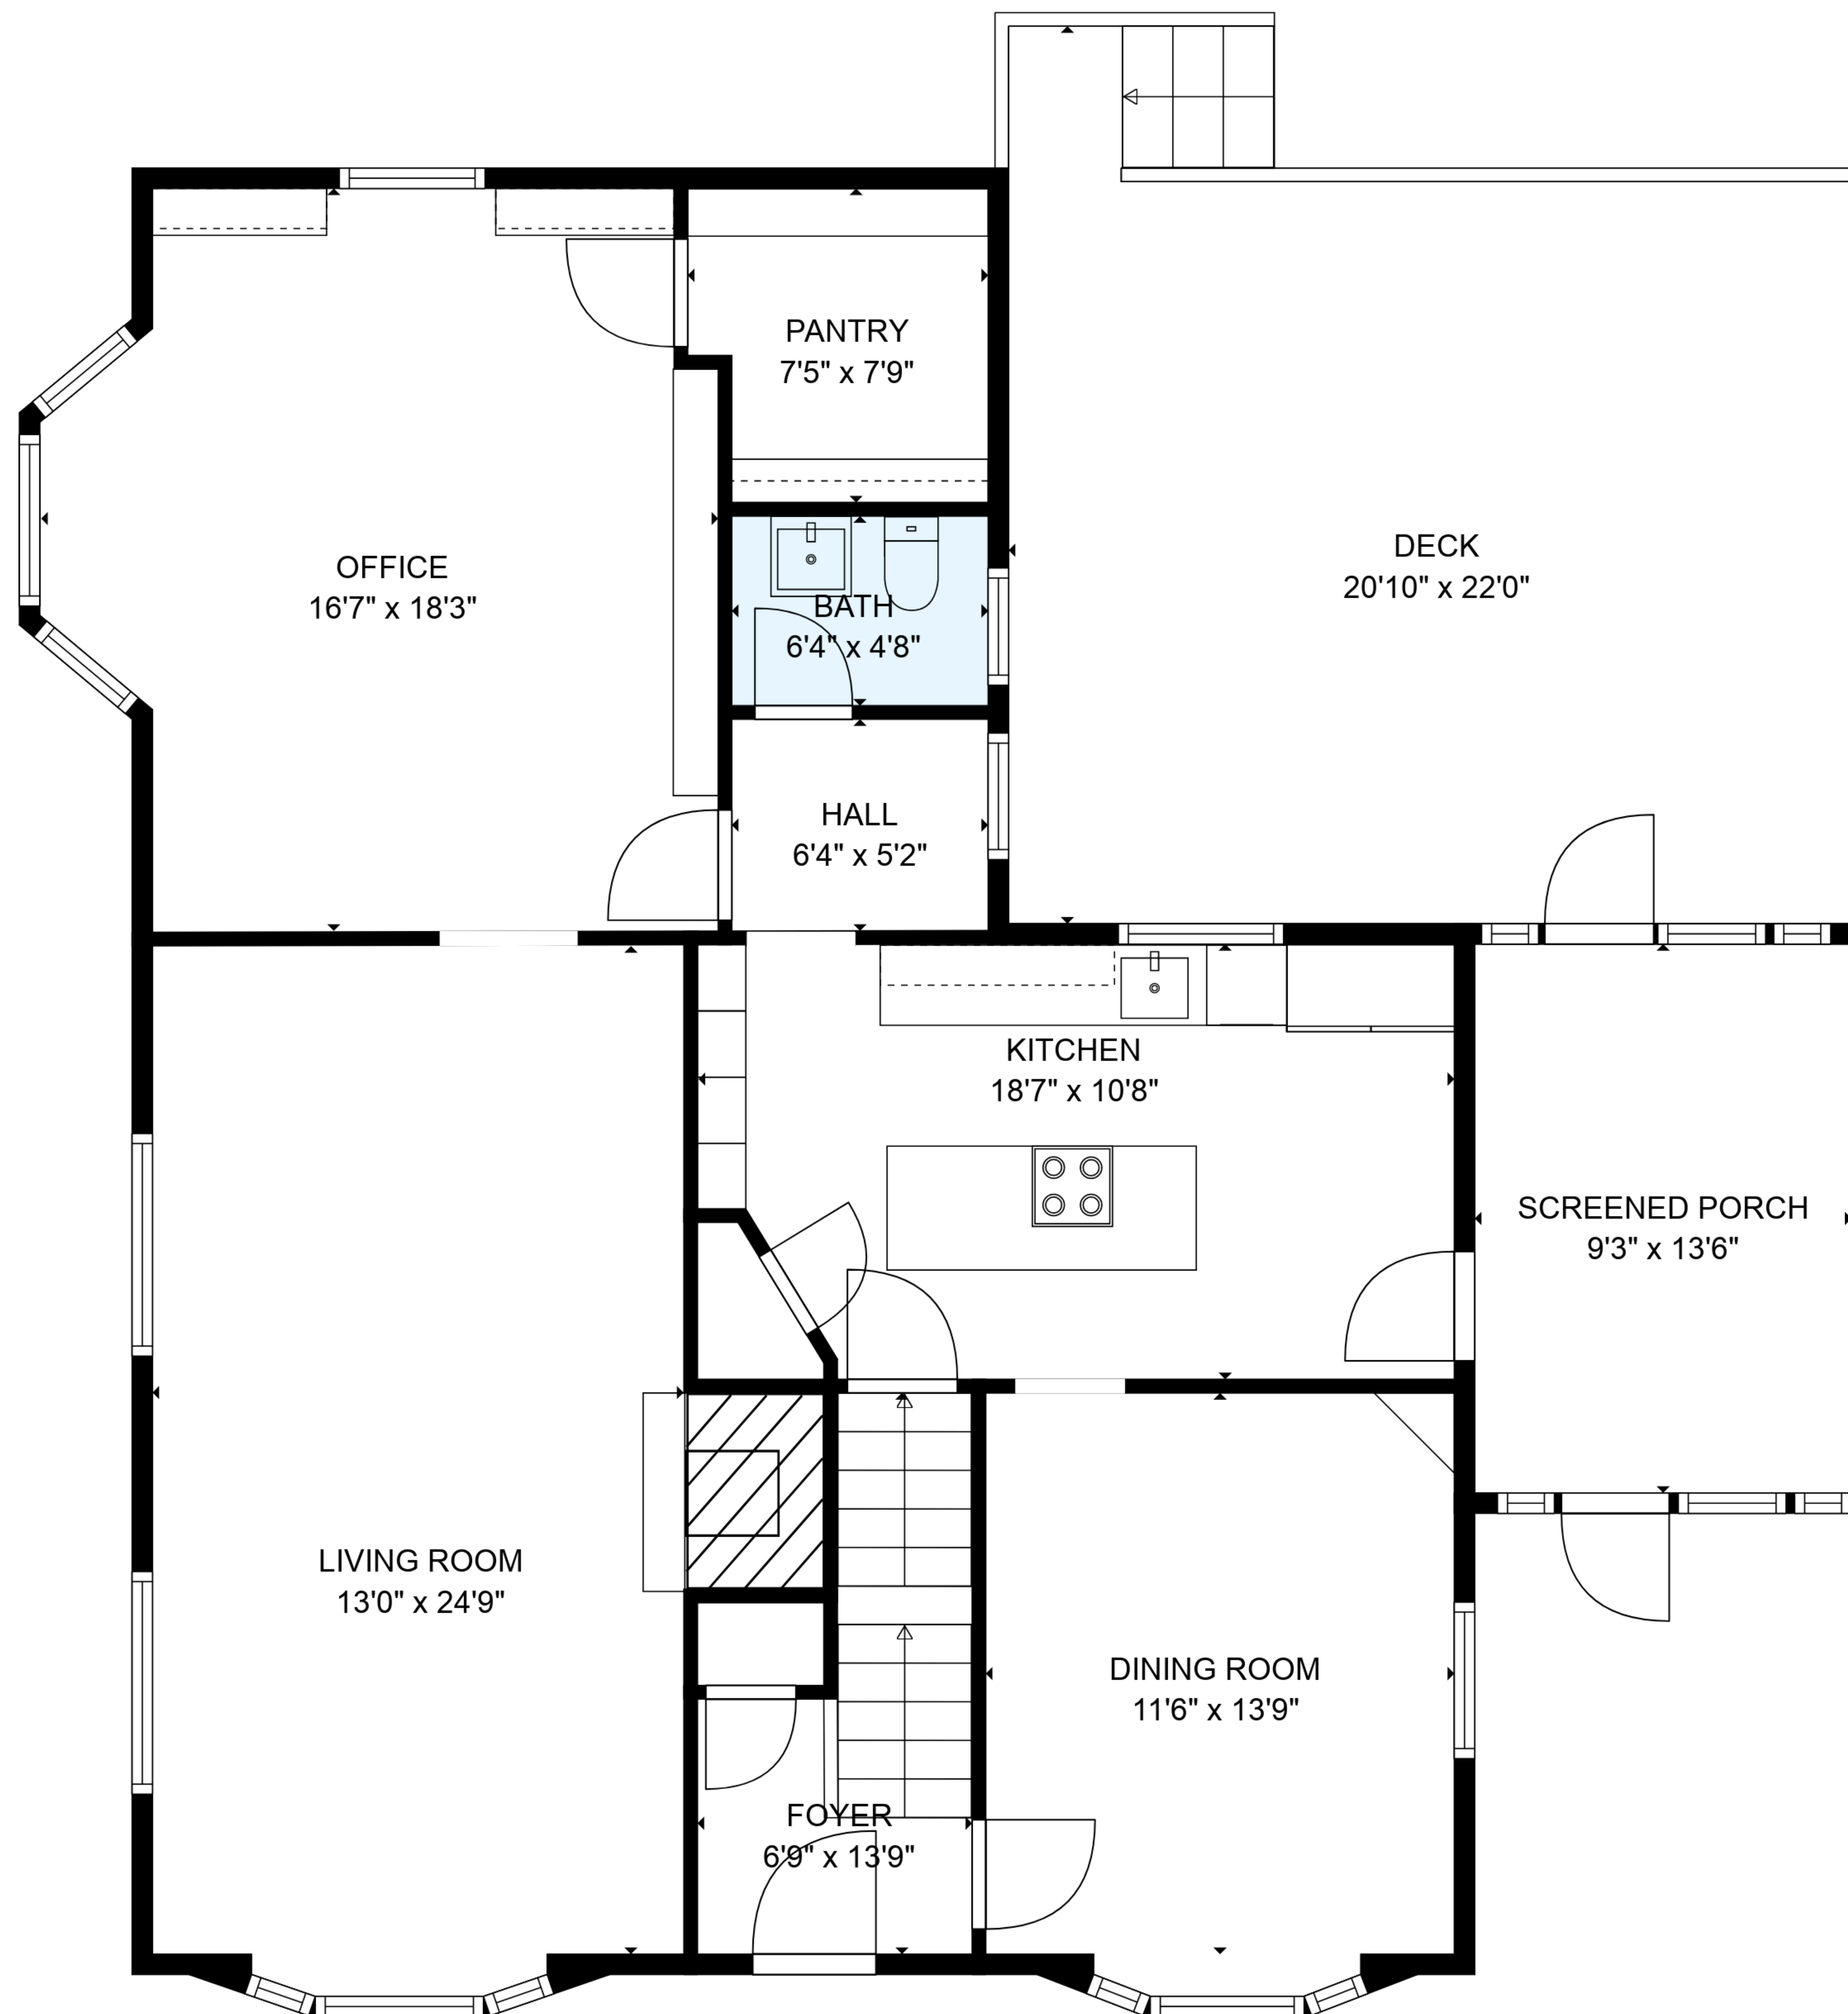 PANTRY
7'5" x 7'9"
OFFICE
16'7" x 18'3"
DECK
20'10" x 22'0"
BATH
6'4" x 4'8"
HALL
6'4" x 5'2"
KITCHEN
18'7" x 10'8"
SCREENED PORCH
9'3" x 13'6"
LIVING ROOM
13'0" x 24'9"
DINING ROOM
11'6" x 13'9"
FOYER
6'9" x 13'9"